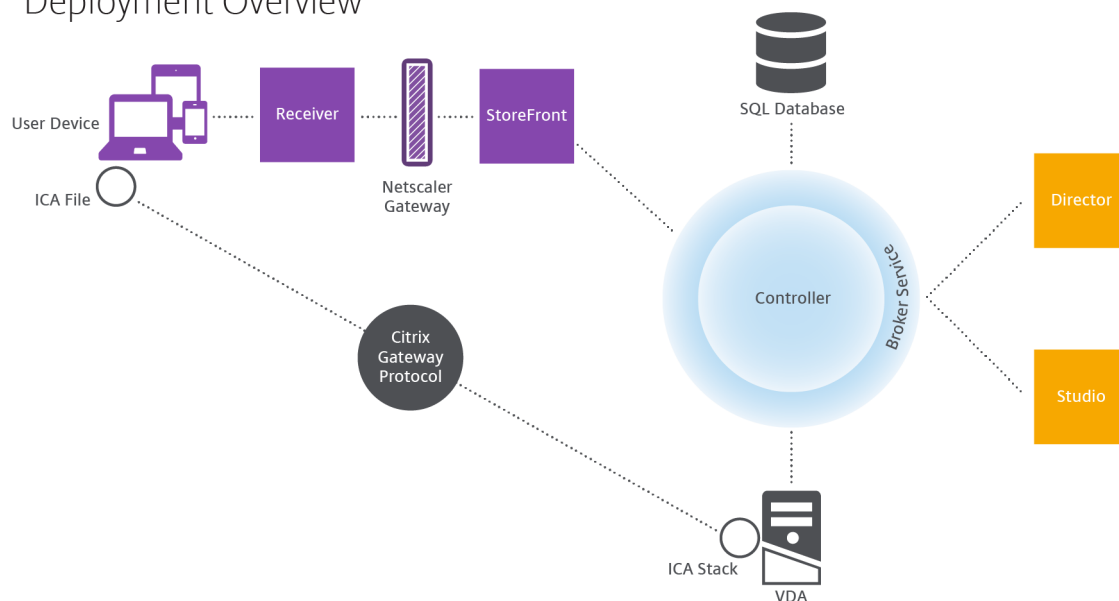 Deployment Overview
SQL Database
User Device
Receiver
StoreFront
Netscaler
Gateway
ICA File
Director
Broker Service
Controller
Citrix
Gateway
Protocol
Studio
ICA Stack
VDA